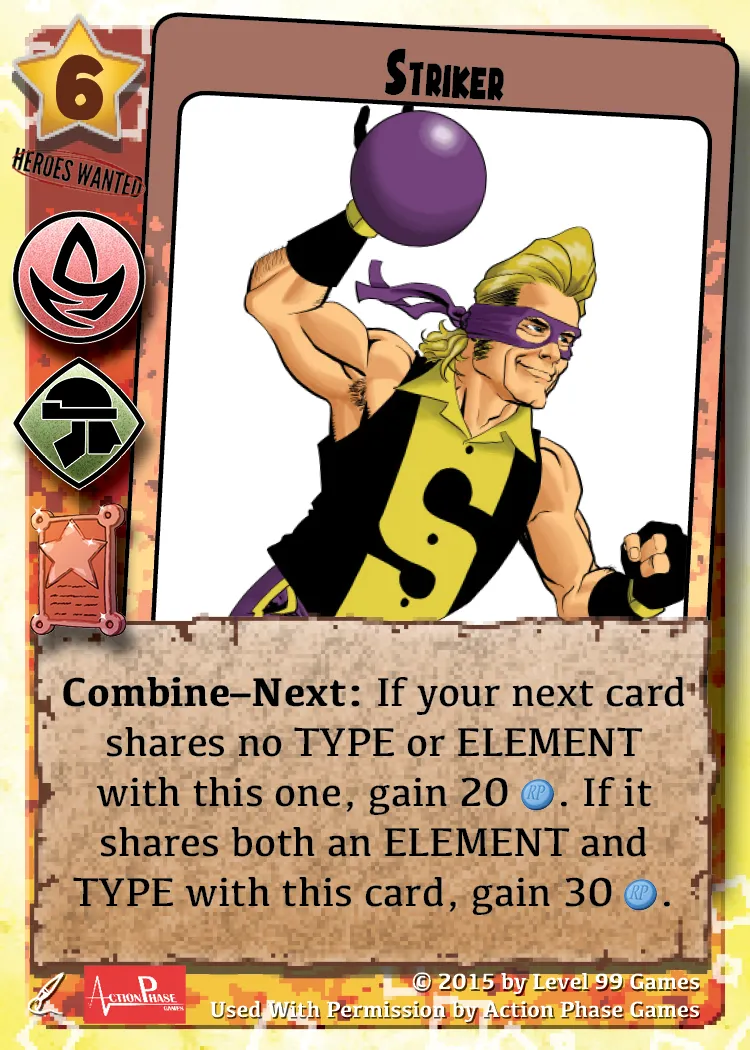 STRIKER
6
HEROES WANTED
S
Combine–Next: If your next card
shares no TYPE or ELEMENT
with this one, gain 20 RP. If it
shares both an ELEMENT and
TYPE with this card, gain 30 RP.
ACTIONPHASE
GAMES
© 2015 by Level 99 Games
Used With Permission by Action Phase Games